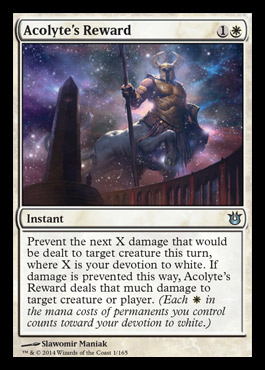 Acolyte's Reward 1
Instant
Prevent the next X damage that would
be dealt to target creature this turn,
where X is your devotion to white. If
damage is prevented this way, Acolyte's
Reward deals that much damage to
target creature or player. (Each in
the mana costs of permanents you control
counts toward your devotion to white.)
Slawomir Maniak
™ & © 2014 Wizards of the Coast 1/165